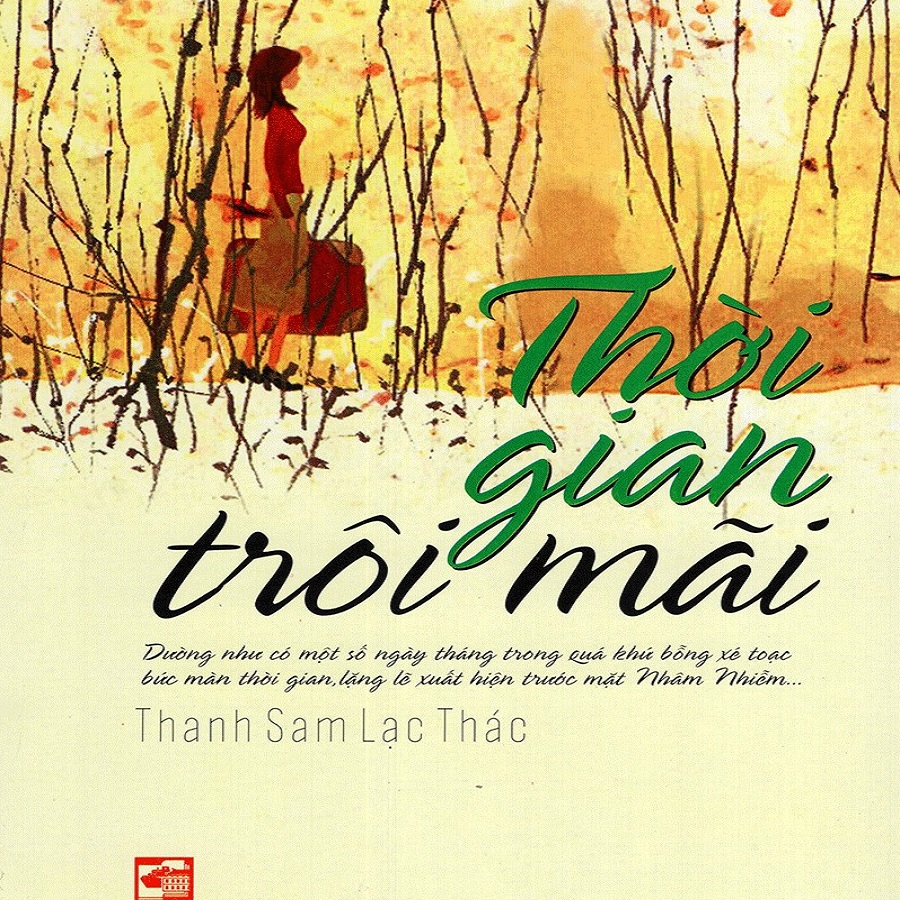 Thời
gian
trôi mãi
Dường như có một số ngày tháng trong quá khứ bỗng xé toạc
bức màn thời gian, lặng lẽ xuất hiện trước mặt Nhâm Nhiễm...
Thanh Sam Lạc Thác